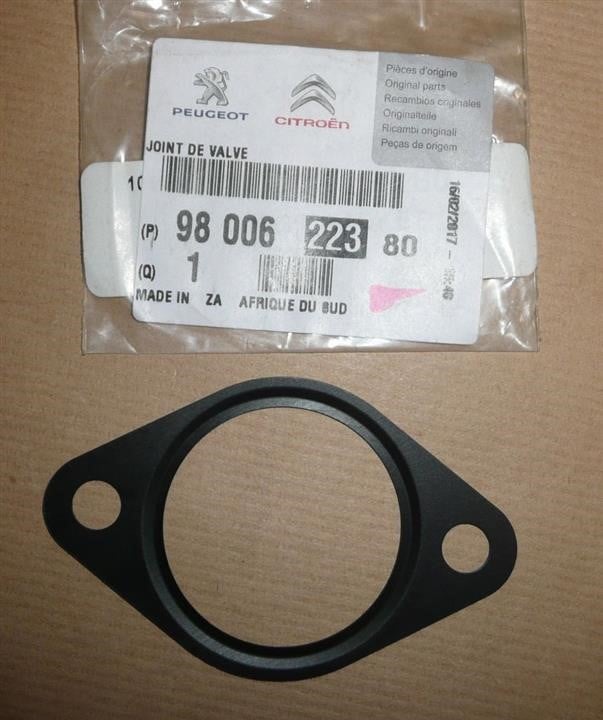 PEUGEOT
CITROËN
Pièces d'origine
Original parts
Recambios originales
Originalteile
Ricambi originali
Peças de origem
JOINT DE VALVE
10
(P) 98 006 223 80
(Q) 1
MADE IN ZA AFRIQUE DU SUD
16/02/2017 -